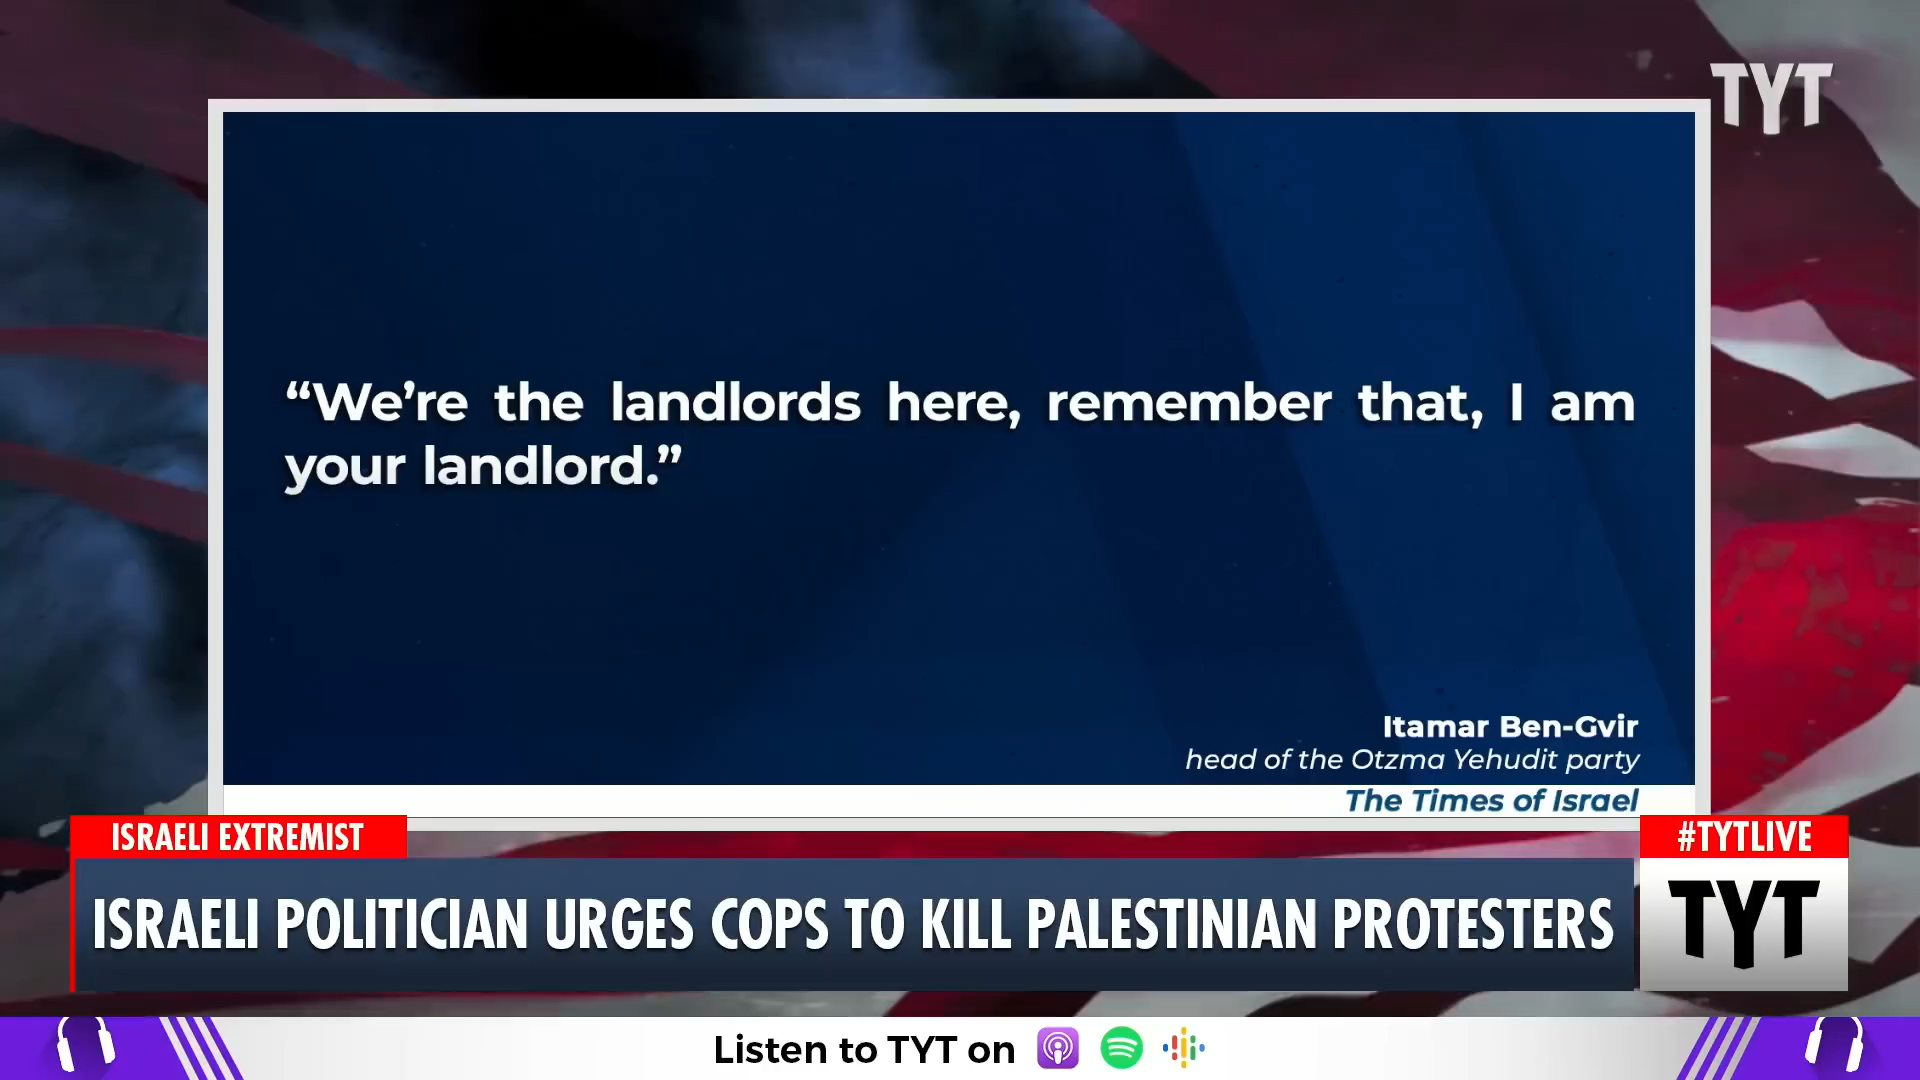 TYT
“We’re the landlords here, remember that, I am
your landlord.”
Itamar Ben-Gvir
head of the Otzma Yehudit party
The Times of Israel
ISRAELI EXTREMIST
#TYTLIVE
ISRAELI POLITICIAN URGES COPS TO KILL PALESTINIAN PROTESTERS
TYT
Listen to TYT on